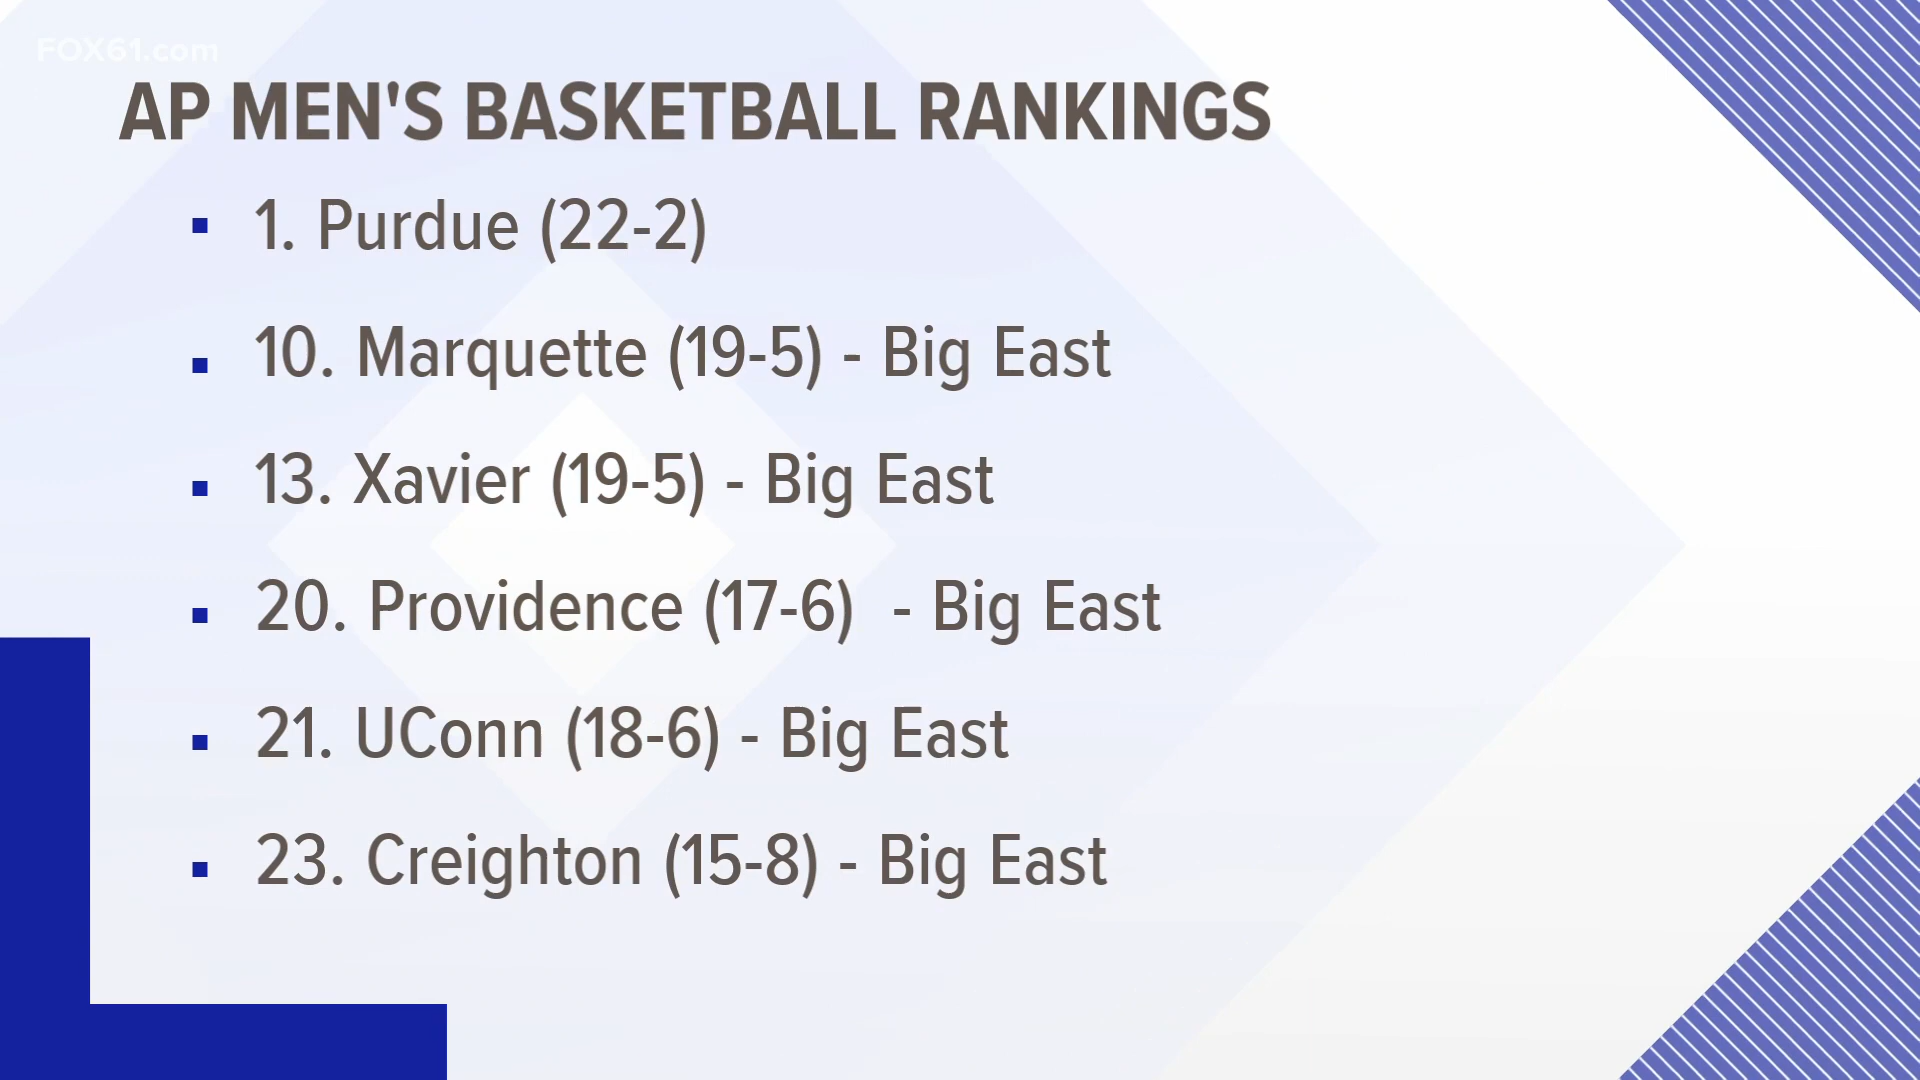 FOX61.com
AP MEN'S BASKETBALL RANKINGS
1. Purdue (22-2)
10. Marquette (19-5) - Big East
13. Xavier (19-5) - Big East
20. Providence (17-6)  - Big East
21. UConn (18-6) - Big East
23. Creighton (15-8) - Big East